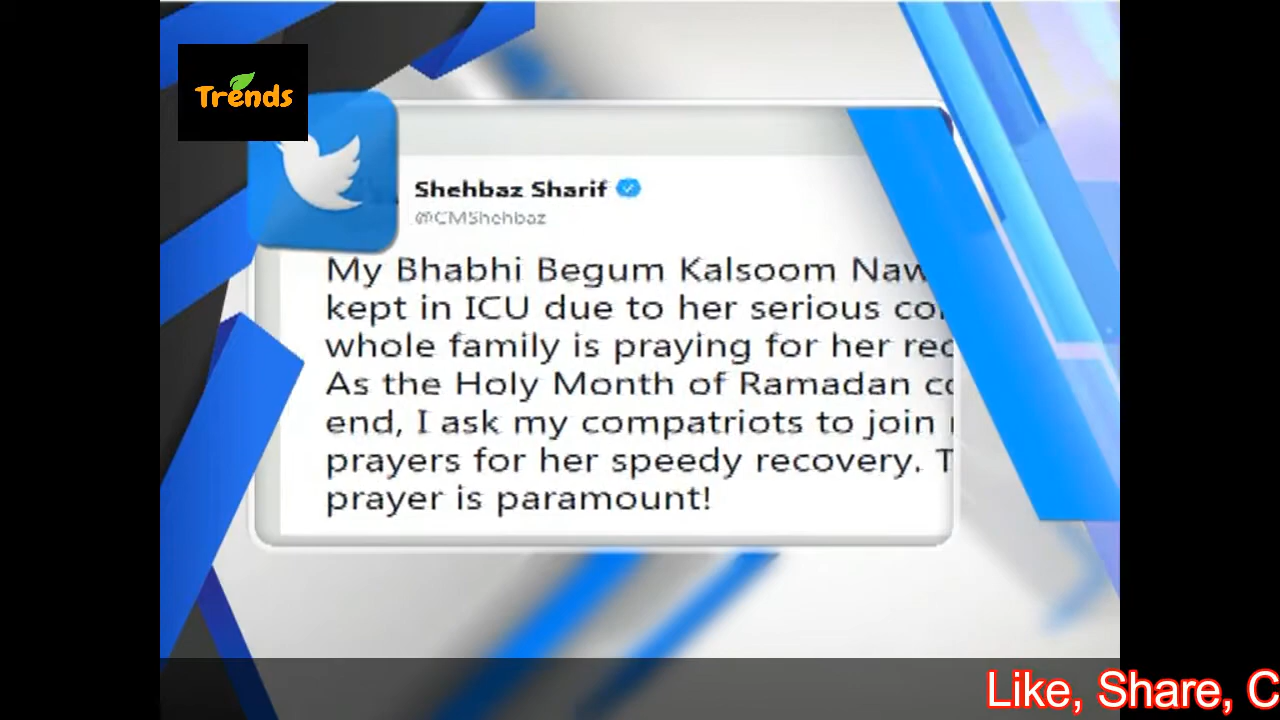 Trends
Shehbaz Sharif
@CMShehbaz
My Bhabhi Begum Kalsoom Naw
kept in ICU due to her serious co
whole family is praying for her rec
As the Holy Month of Ramadan co
end, I ask my compatriots to join
prayers for her speedy recovery. T
prayer is paramount!
Like, Share, C